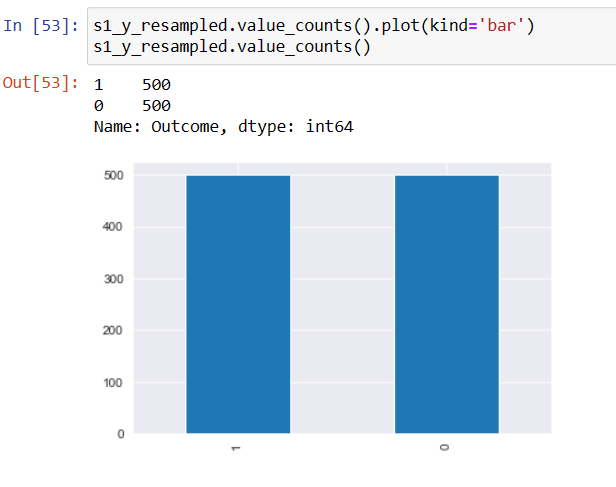 In [53]: s1_y_resampled.value_counts().plot(kind='bar')
s1_y_resampled.value_counts()
Out[53]: 1    500
0    500
Name: Outcome, dtype: int64
500
400
300
200
100
0
1
0